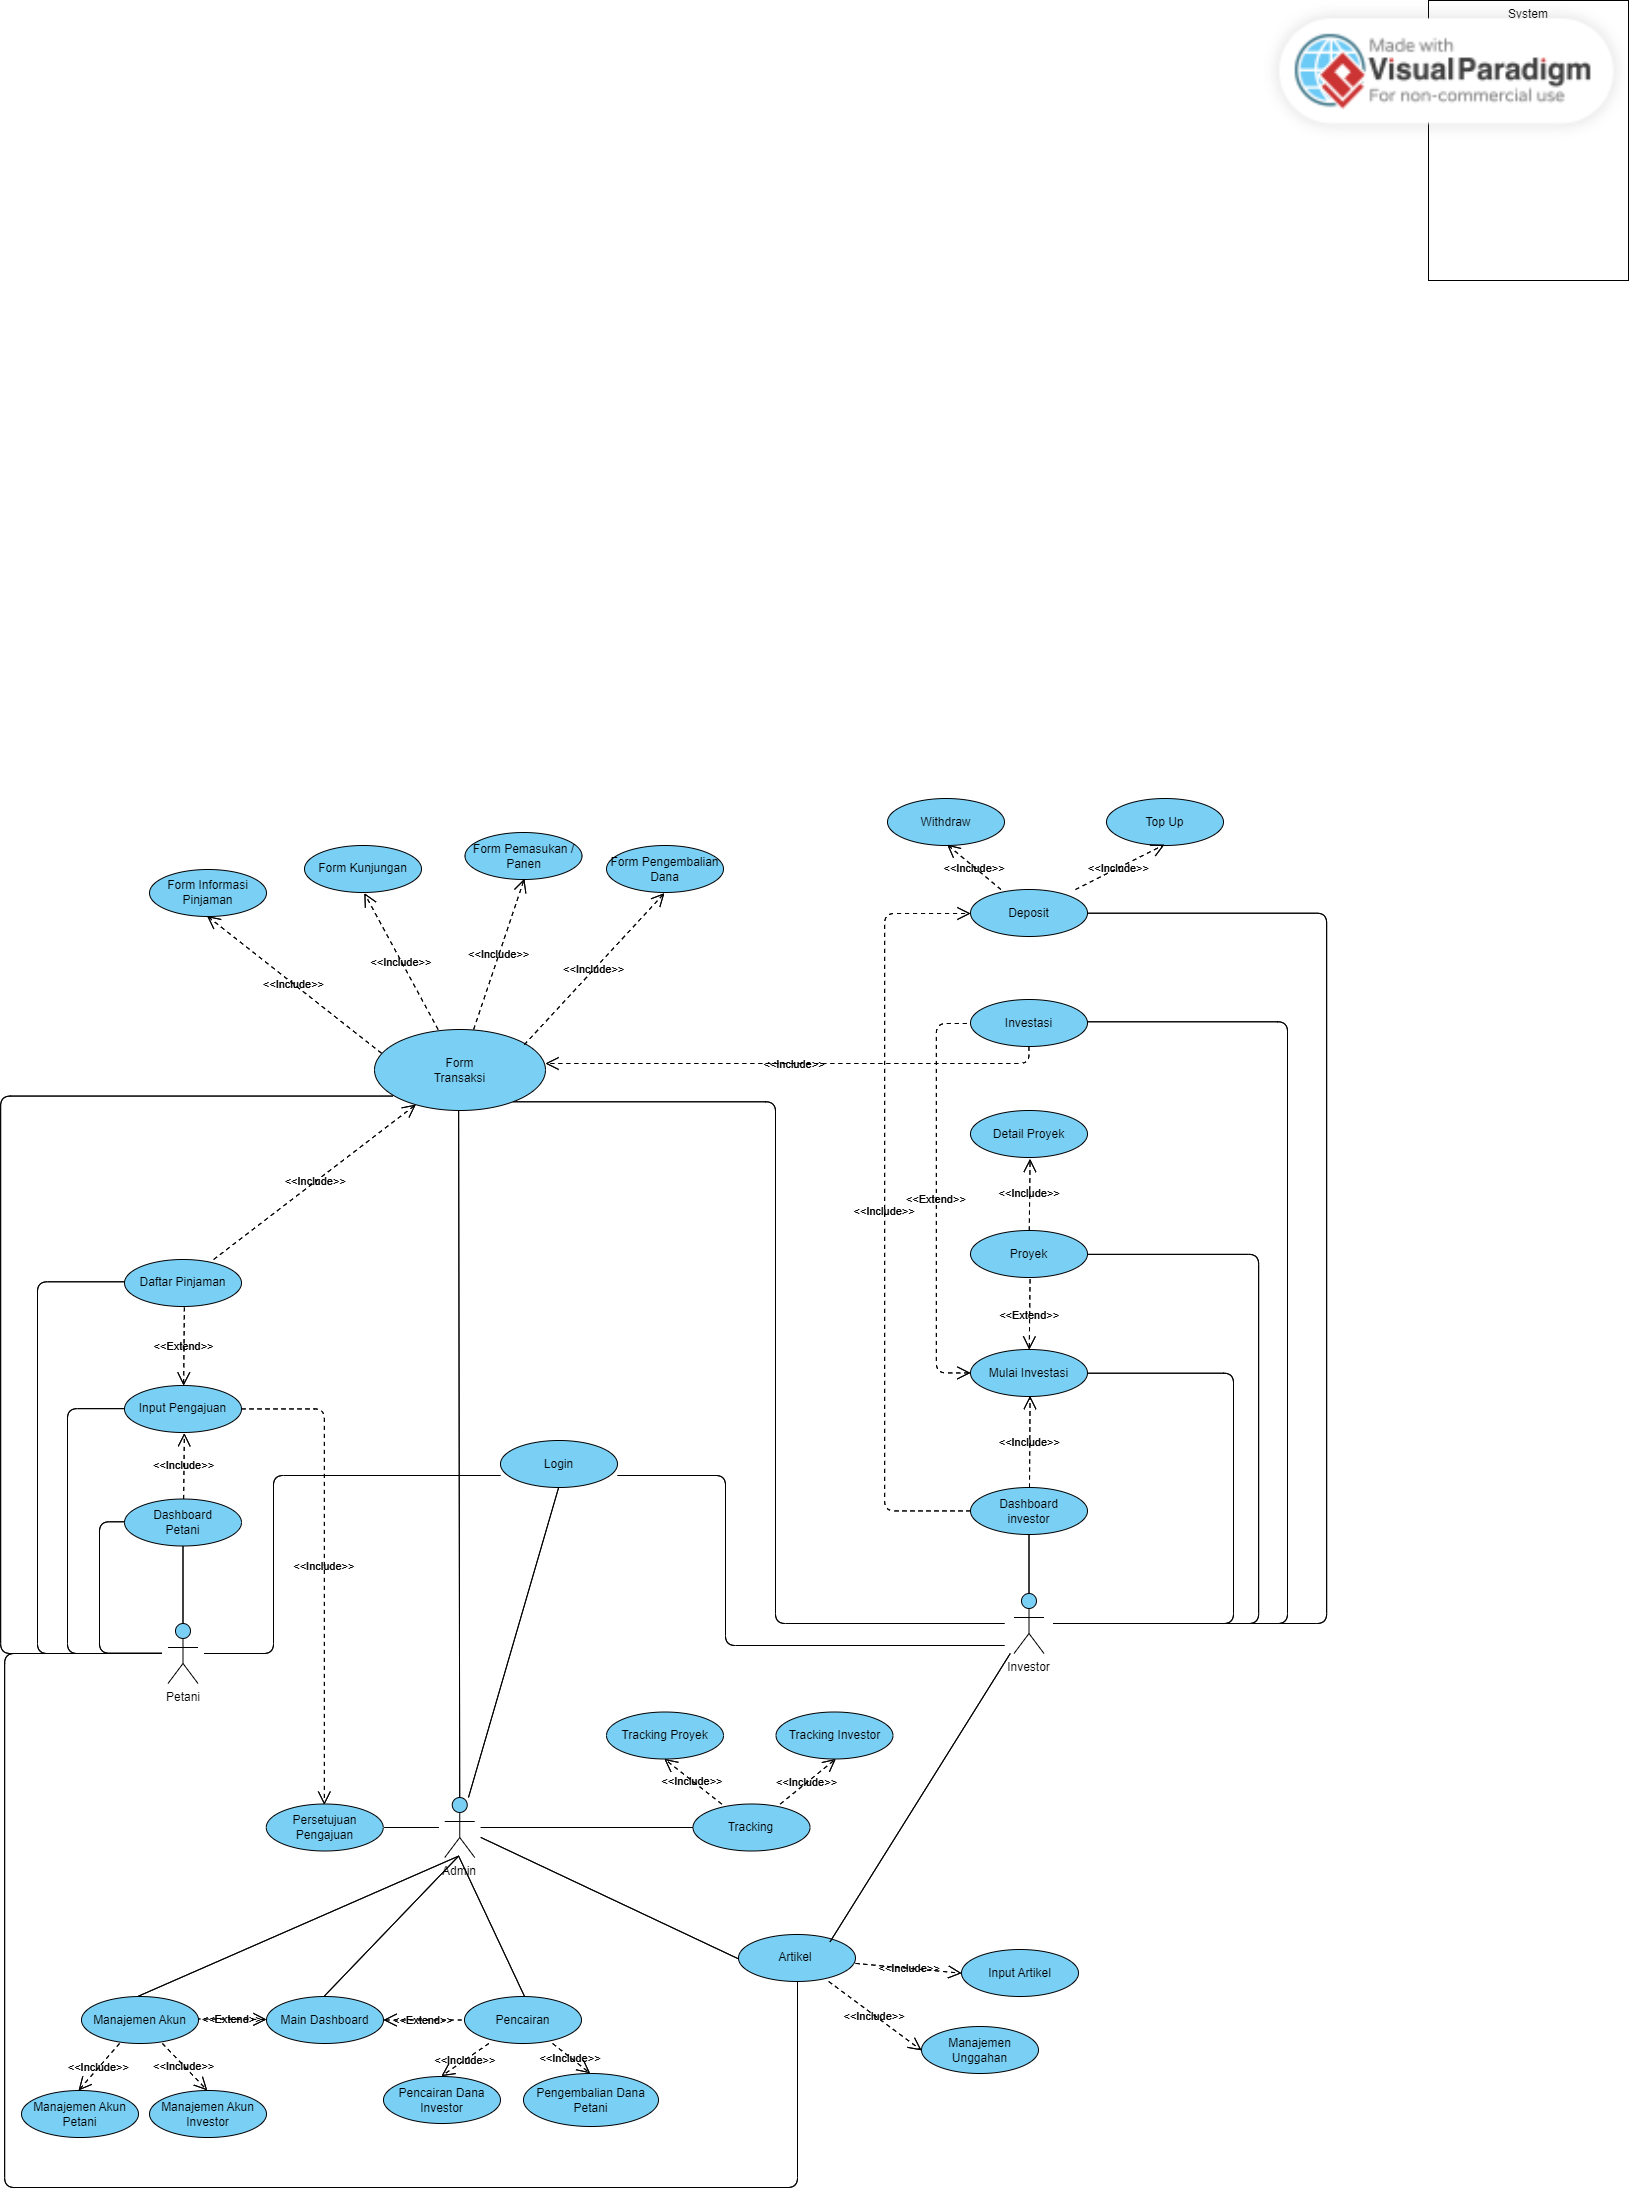 System
Made with
Visual Paradigm
For non-commercial use
Withdraw
Top Up
Form Pemasukan /
Panen
Form Kunjungan
Form Pengembalian
Dana
Form Informasi
Pinjaman
<<Include>>
<<Include>>
Deposit
<<Include>>
<<Include>>
<<Include>>
<<Include>>
Investasi
Form
Transaksi
<<Include>>
Detail Proyek
<<Include>>
<<Include>>
<<Extend>>
<<Include>>
Proyek
Daftar Pinjaman
<<Extend>>
<<Extend>>
Mulai Investasi
Input Pengajuan
<<Include>>
<<Include>>
Login
Dashboard
Petani
Dashboard
investor
<<Include>>
Petani
Investor
Tracking Proyek
Tracking Investor
<<Include>>
<<Include>>
Persetujuan
Pengajuan
Tracking
Admin
Artikel
<<Include>>
Input Artikel
<<Include>>
Manajemen Akun
<<Extend>>
Main Dashboard
<<Extend>>
Pencairan
Manajemen
Unggahan
<<Include>>
<<Include>>
<<Include>>
<<Include>>
Manajemen Akun
Petani
Manajemen Akun
Investor
Pencairan Dana
Investor
Pengembalian Dana
Petani